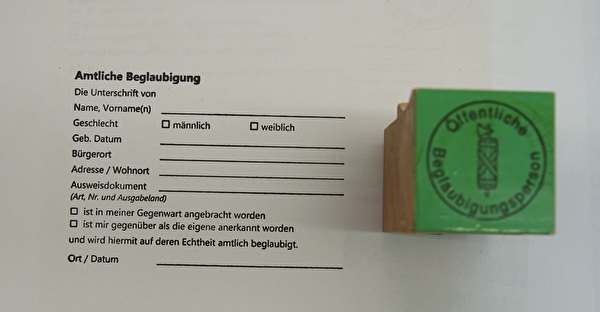 Amtliche Beglaubigung
Die Unterschrift von
Name, Vorname(n)
Geschlecht
männlich
weiblich
Geb. Datum
Bürgerort
Adresse / Wohnort
Ausweisdokument
(Art, Nr. und Ausgabeland)
ist in meiner Gegenwart angebracht worden
ist mir gegenüber als die eigene anerkannt worden
und wird hiermit auf deren Echtheit amtlich beglaubigt.
Ort / Datum
Öffentliche
Beglaubigungsperson